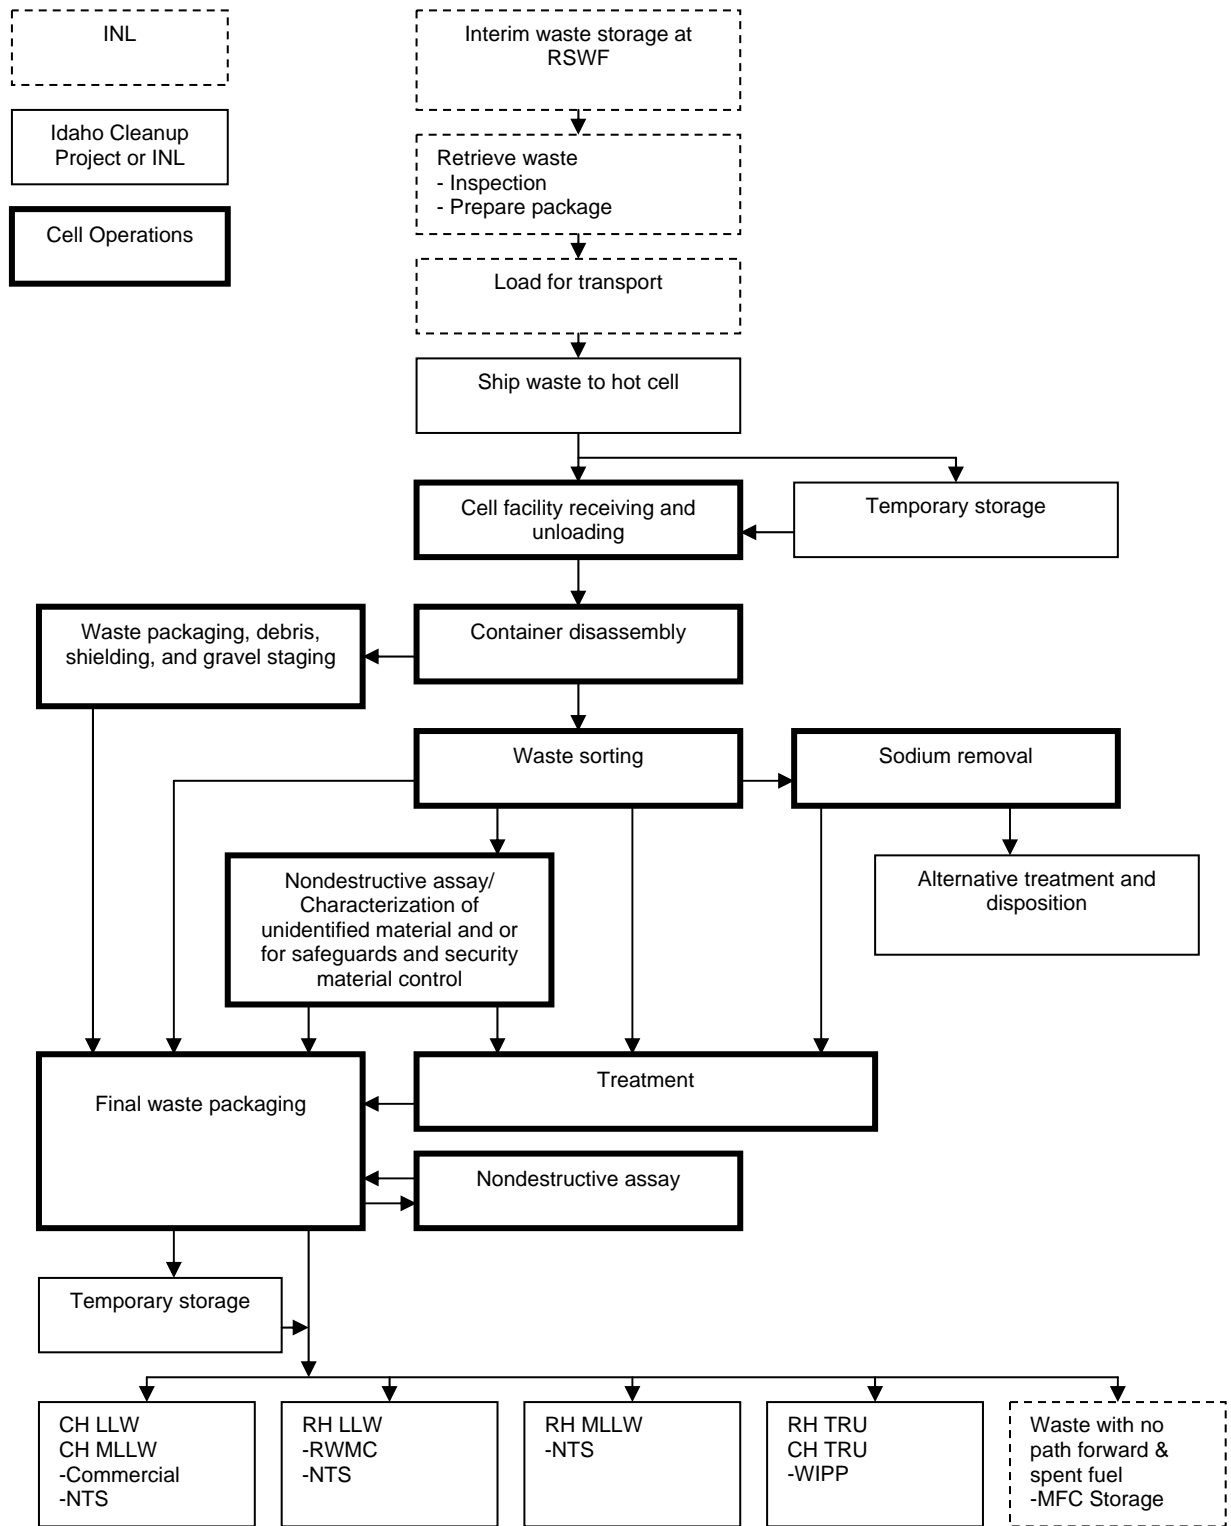 INL
Interim waste storage at
RSWF
Idaho Cleanup
Project or INL
Retrieve waste
- Inspection
- Prepare package
Cell Operations
Load for transport
Ship waste to hot cell
Cell facility receiving and
unloading
Temporary storage
Waste packaging, debris,
shielding, and gravel staging
Container disassembly
Waste sorting
Sodium removal
Nondestructive assay/
Characterization of
unidentified material and or
for safeguards and security
material control
Alternative treatment and
disposition
Final waste packaging
Treatment
Nondestructive assay
Temporary storage
CH LLW
CH MLLW
-Commercial
-NTS
RH LLW
-RWMC
-NTS
RH MLLW
-NTS
RH TRU
CH TRU
-WIPP
Waste with no
path forward &
spent fuel
-MFC Storage